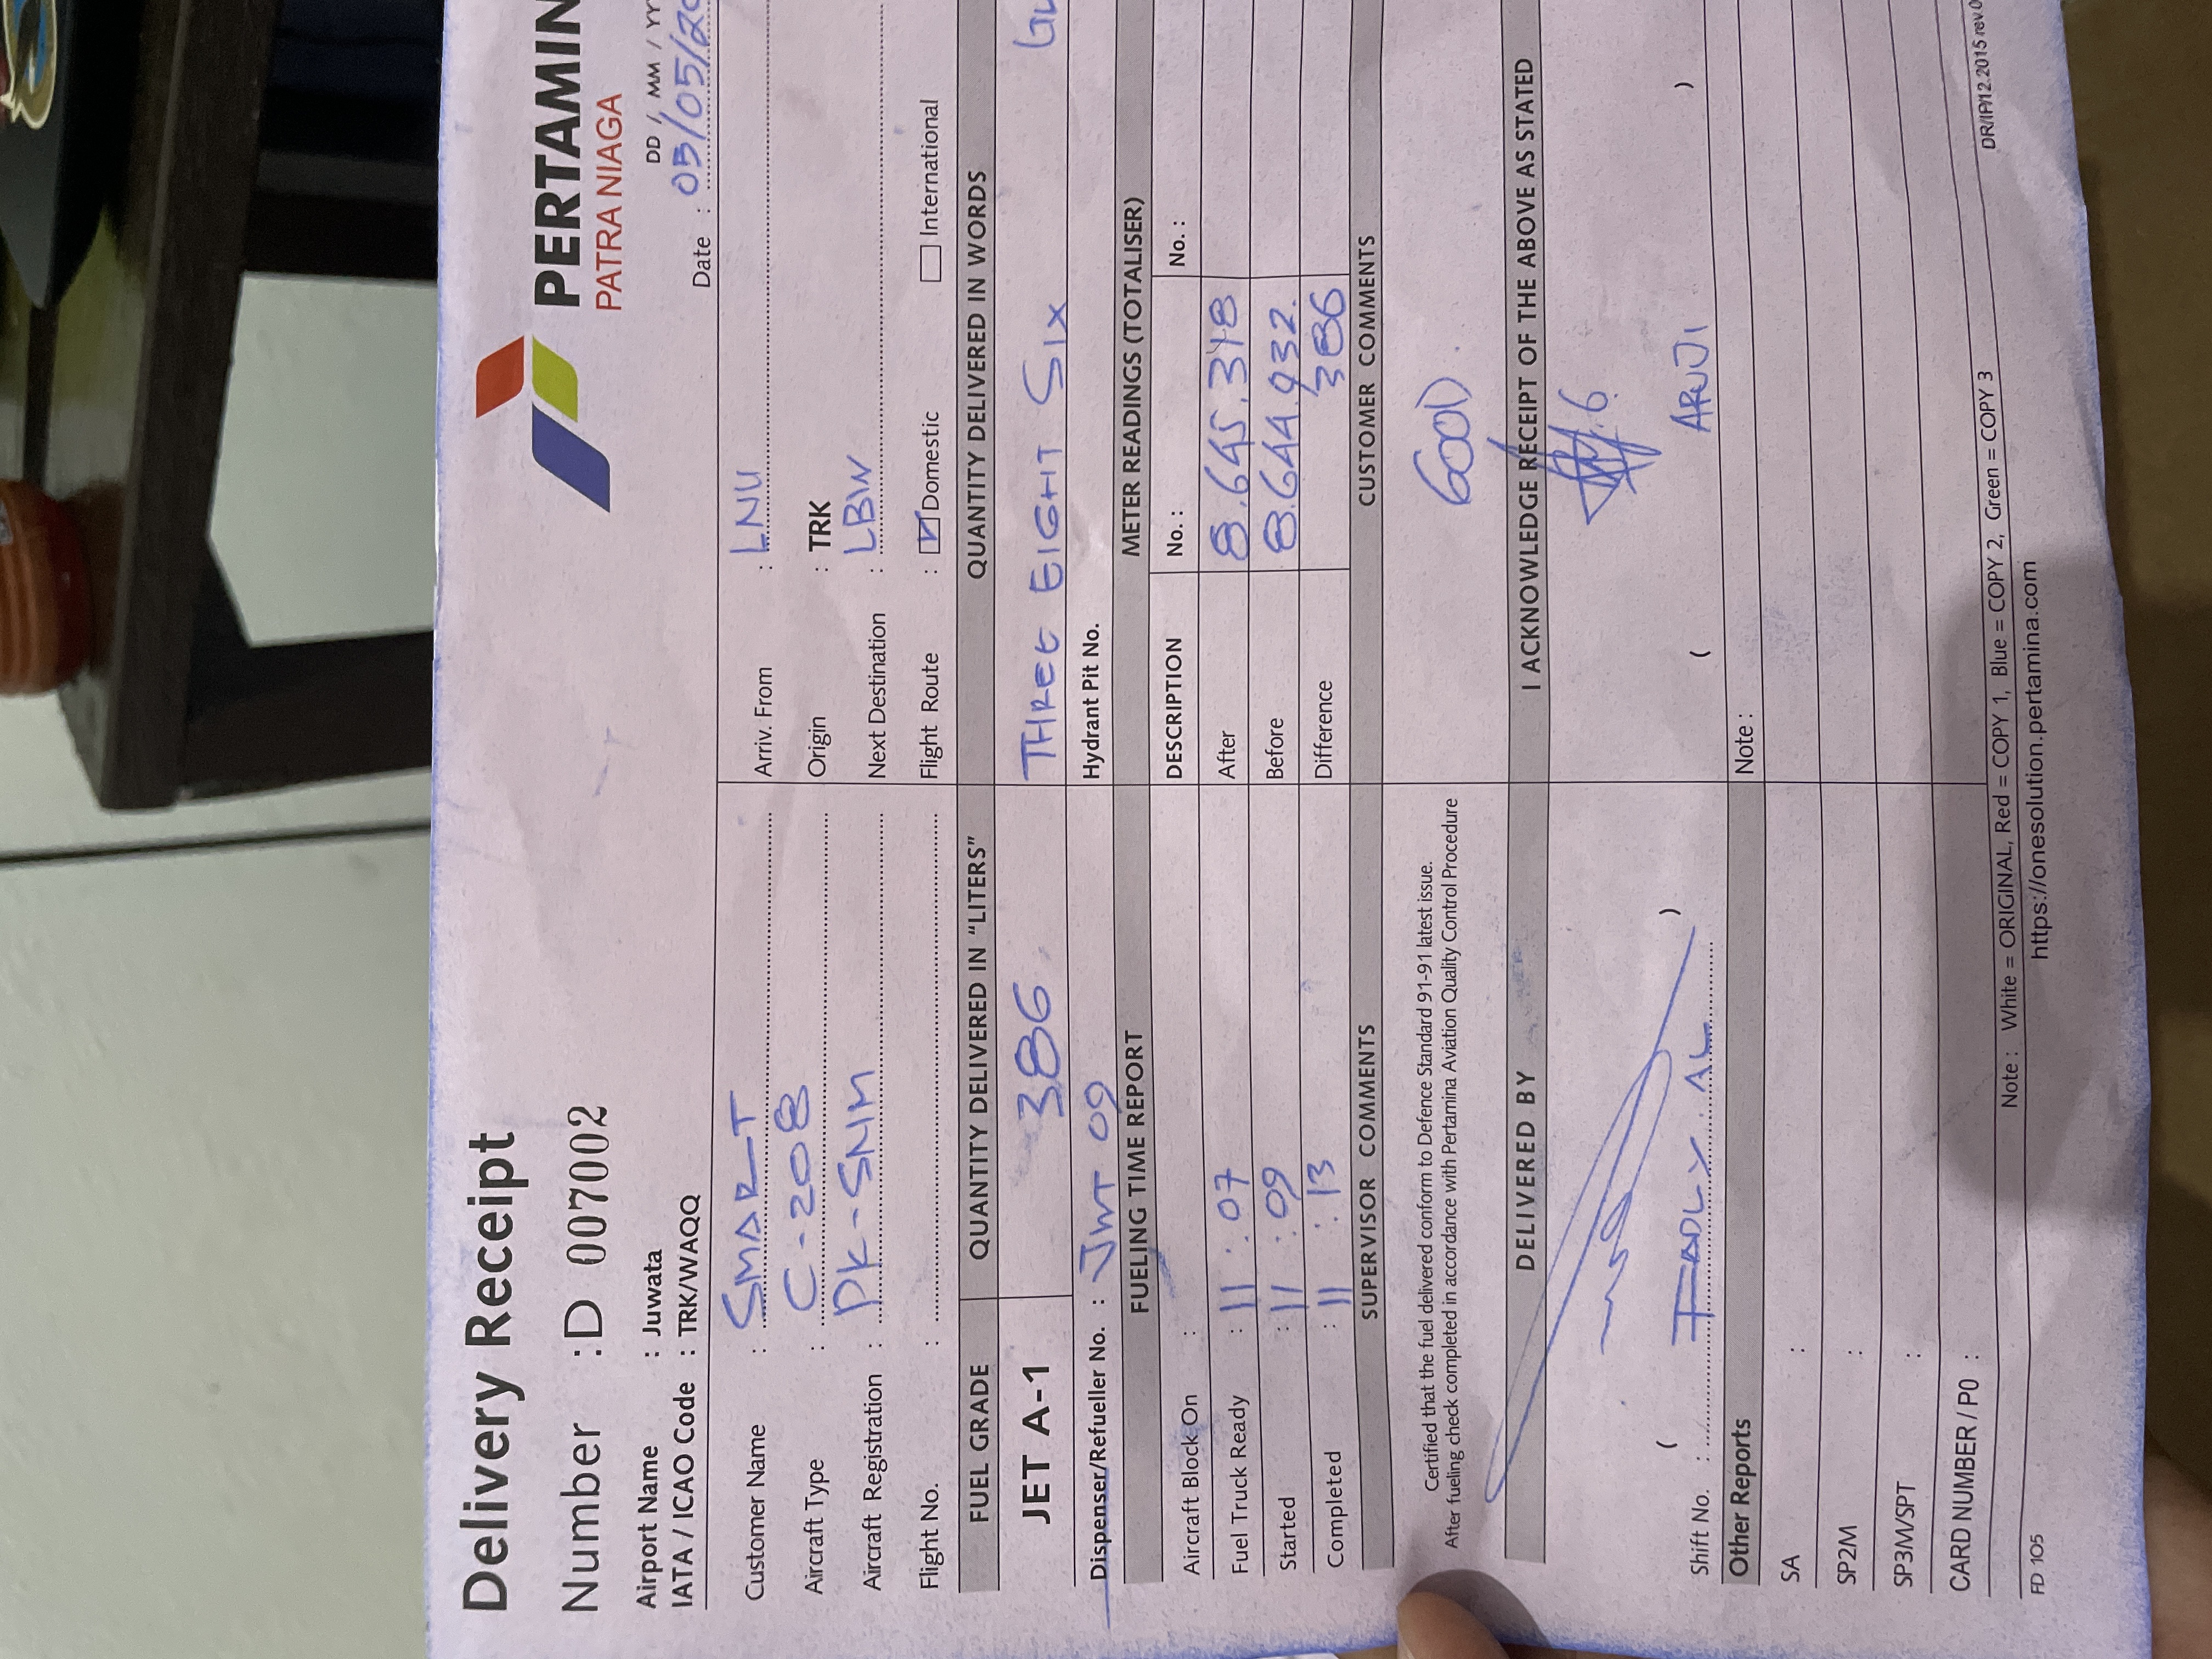 Delivery Receipt
Number : D 007002
PERTAMIN
PATRA NIAGA
Airport Name : Juwata
IATA / ICAO Code : TRK/WAQQ
DD / MM / YY
Date : 03/05/20
Customer Name : SMART
Aircraft Type : C-208
Aircraft Registration : PK-SNH
Flight No. :
Arriv. From : LNU
Origin : TRK
Next Destination : LBW
Flight Route : Domestic International
FUEL GRADE QUANTITY DELIVERED IN "LITERS" QUANTITY DELIVERED IN WORDS
JET A-1 386 THREE EIGHT SIX
Dispenser/Refueller No. : JWT 09 Hydrant Pit No.
FUELING TIME REPORT METER READINGS (TOTALISER)
Aircraft Block On : DESCRIPTION No. : No. :
Fuel Truck Ready : 11 : 07 After 8.645.318
Started : 11 : 09 Before 8.644.932.
Completed : 11 : 13 Difference 386
SUPERVISOR COMMENTS CUSTOMER COMMENTS
Certified that the fuel delivered conform to Defence Standard 91-91 latest issue.
After fueling check completed in accordance with Pertamina Aviation Quality Control Procedure
GOOD.
DELIVERED BY I ACKNOWLEDGE RECEIPT OF THE ABOVE AS STATED
( ) ( )
Shift No. : FADLY AL ARUJI
Other Reports Note :
SA :
SP2M :
SP3M/SPT :
CARD NUMBER / PO :
Note : White = ORIGINAL, Red = COPY 1, Blue = COPY 2, Green = COPY 3
DR/IP/12.2015 rev.0
FD 105
https://onesolution.pertamina.com